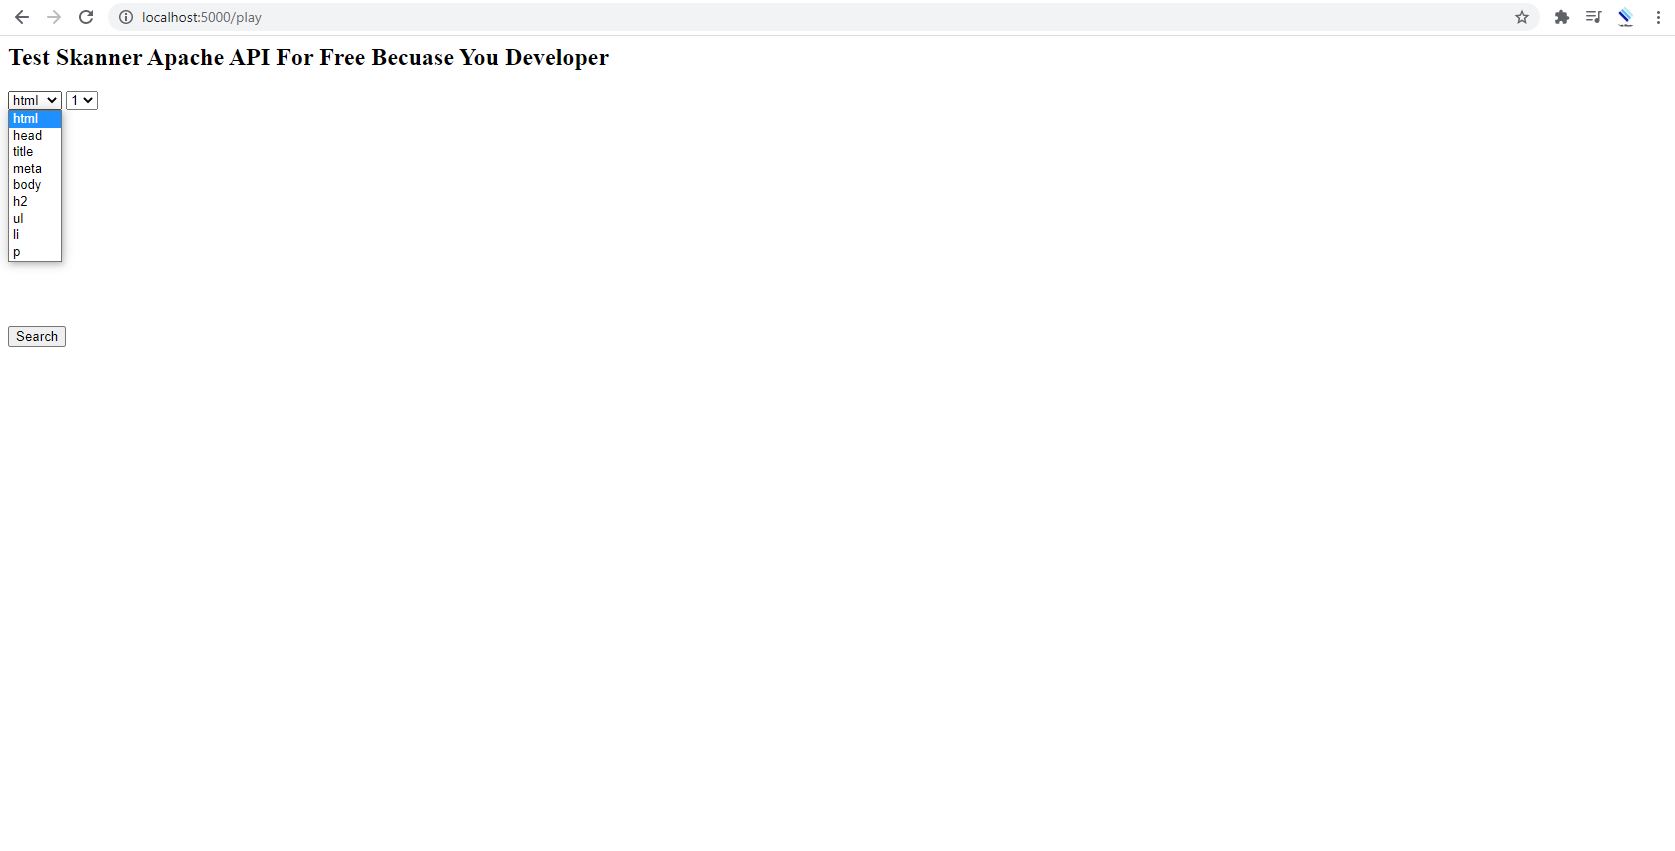 localhost:5000/play
Test Skanner Apache API For Free Becuase You Developer
html 1
html
head
title
meta
body
h2
ul
li
p
Search